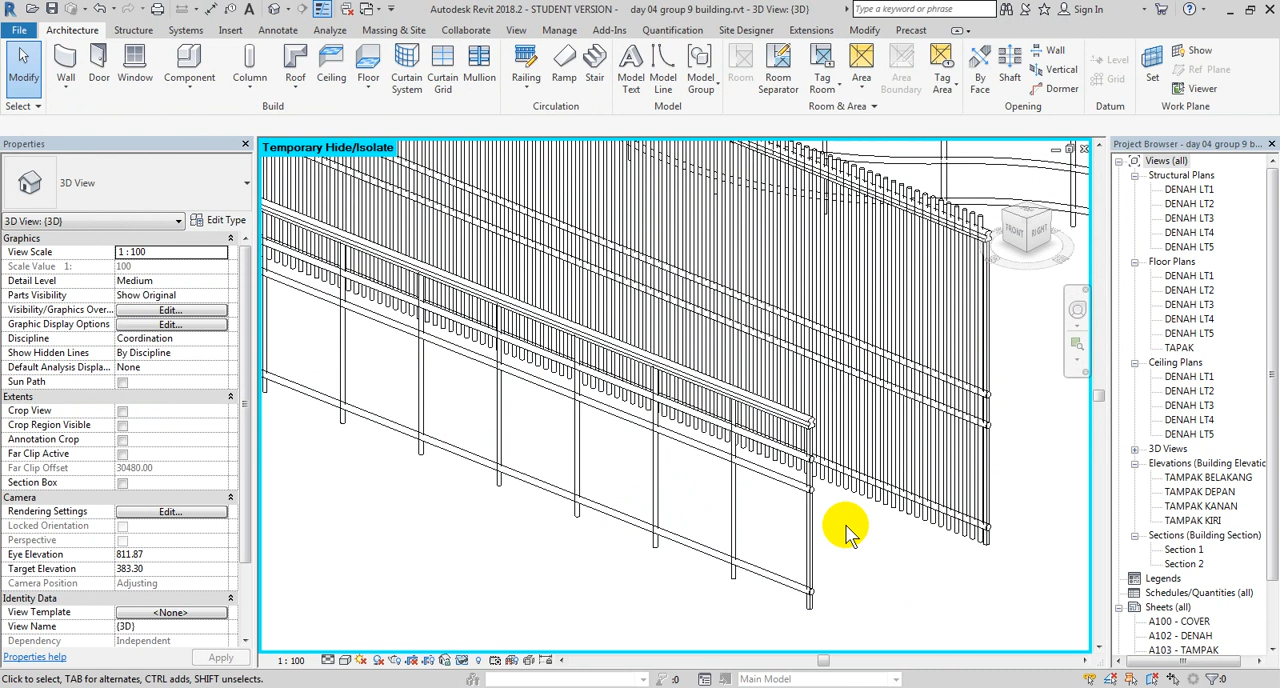 Autodesk Revit 2018.2 - STUDENT VERSION - day 04 group 9 building.rvt - 3D View: {3D}
Type a keyword or phrase
Sign In
File Architecture Structure Systems Insert Annotate Analyze Massing & Site Collaborate View Manage Add-Ins Quantification Site Designer Extensions Modify Precast
Modify Wall Door Window Component Column Roof Ceiling Floor Curtain System Curtain Grid Mullion Railing Ramp Stair Model Text Model Line Model Group Room Room Separator Tag Room Area Area Boundary Tag Area By Face Shaft Wall Vertical Dormer Level Grid Set Show Ref Plane Viewer
Select Build Circulation Model Room & Area Opening Datum Work Plane
Properties
3D View
3D View: {3D} Edit Type
Graphics
View Scale 1 : 100
Scale Value 1: 100
Detail Level Medium
Parts Visibility Show Original
Visibility/Graphics Over... Edit...
Graphic Display Options Edit...
Discipline Coordination
Show Hidden Lines By Discipline
Default Analysis Displa... None
Sun Path
Extents
Crop View
Crop Region Visible
Annotation Crop
Far Clip Active
Far Clip Offset 30480.00
Section Box
Camera
Rendering Settings Edit...
Locked Orientation
Perspective
Eye Elevation 811.87
Target Elevation 383.30
Camera Position Adjusting
Identity Data
View Template <None>
View Name {3D}
Dependency Independent
Properties help Apply
Temporary Hide/Isolate
FRONT RIGHT
1 : 100
Project Browser - day 04 group 9 b...
Views (all)
Structural Plans
DENAH LT1
DENAH LT2
DENAH LT3
DENAH LT4
DENAH LT5
Floor Plans
DENAH LT1
DENAH LT2
DENAH LT3
DENAH LT4
DENAH LT5
TAPAK
Ceiling Plans
DENAH LT1
DENAH LT2
DENAH LT3
DENAH LT4
DENAH LT5
3D Views
Elevations (Building Elevatio
TAMPAK BELAKANG
TAMPAK DEPAN
TAMPAK KANAN
TAMPAK KIRI
Sections (Building Section)
Section 1
Section 2
Legends
Schedules/Quantities (all)
Sheets (all)
A100 - COVER
A102 - DENAH
A103 - TAMPAK
Click to select, TAB for alternates, CTRL adds, SHIFT unselects.
:0
Main Model
:0